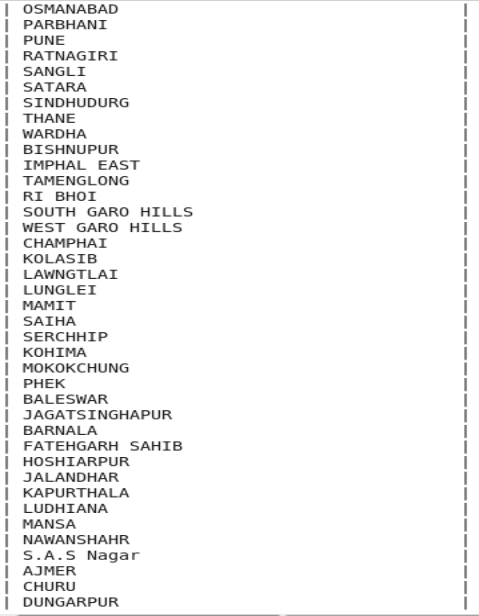 | OSMANABAD |
| PARBHANI |
| PUNE |
| RATNAGIRI |
| SANGLI |
| SATARA |
| SINDHUDURG |
| THANE |
| WARDHA |
| BISHNUPUR |
| IMPHAL EAST |
| TAMENGLONG |
| RI BHOI |
| SOUTH GARO HILLS |
| WEST GARO HILLS |
| CHAMPHAI |
| KOLASIB |
| LAWNGTLAI |
| LUNGLEI |
| MAMIT |
| SAIHA |
| SERCHHIP |
| KOHIMA |
| MOKOKCHUNG |
| PHEK |
| BALESWAR |
| JAGATSINGHAPUR |
| BARNALA |
| FATEHGARH SAHIB |
| HOSHIARPUR |
| JALANDHAR |
| KAPURTHALA |
| LUDHIANA |
| MANSA |
| NAWANSHAHR |
| S.A.S Nagar |
| AJMER |
| CHURU |
| DUNGARPUR |